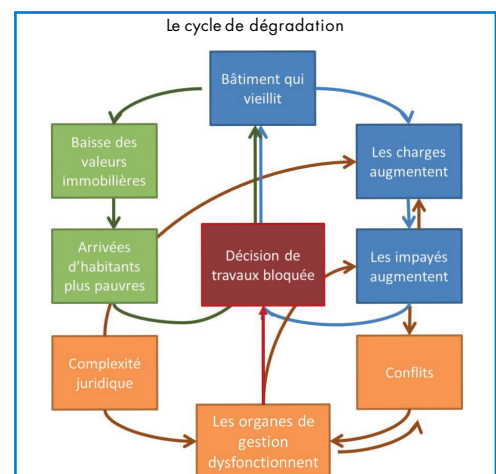 Le cycle de dégradation
Bâtiment qui
vieillit
Baisse des
valeurs
immobilières
Les charges
augmentent
Arrivées
d'habitants
plus pauvres
Décision de
travaux bloquée
Les impayés
augmentent
Complexité
juridique
Conflits
Les organes de
gestion
dysfonctionnent